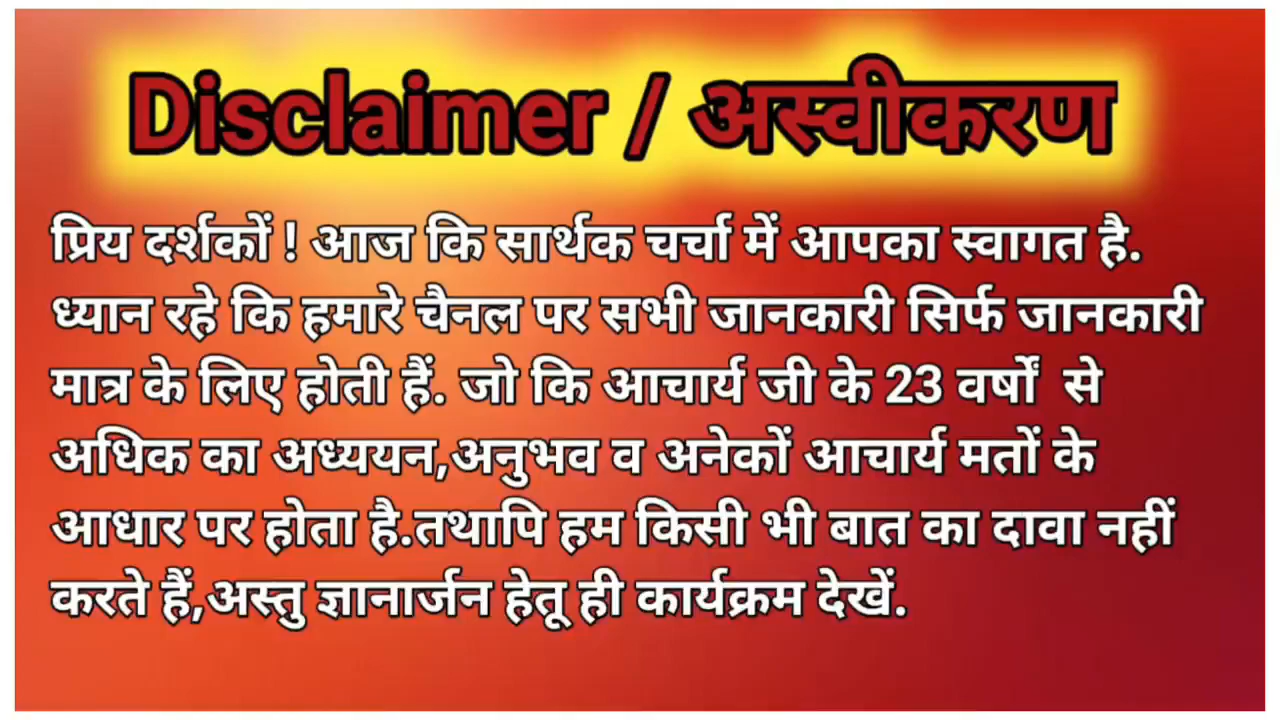 Disclaimer / अस्वीकरण
प्रिय दर्शकों ! आज कि सार्थक चर्चा में आपका स्वागत है.
ध्यान रहे कि हमारे चैनल पर सभी जानकारी सिर्फ जानकारी
मात्र के लिए होती हैं. जो कि आचार्य जी के 23 वर्षों से
अधिक का अध्ययन,अनुभव व अनेकों आचार्य मतों के
आधार पर होता है.तथापि हम किसी भी बात का दावा नहीं
करते हैं,अस्तु ज्ञानार्जन हेतू ही कार्यक्रम देखें.